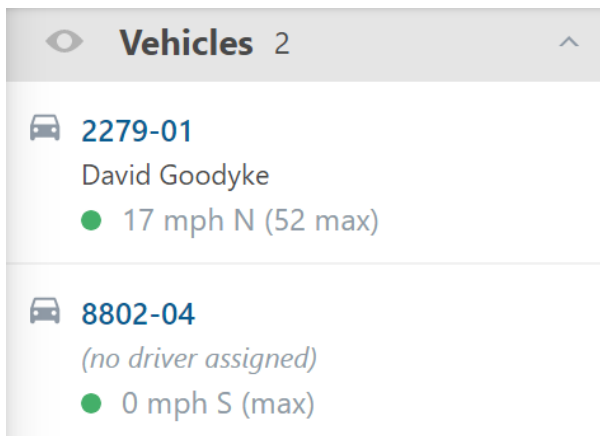 Vehicles 2
2279-01
David Goodyke
17 mph N (52 max)
8802-04
(no driver assigned)
0 mph S (max)